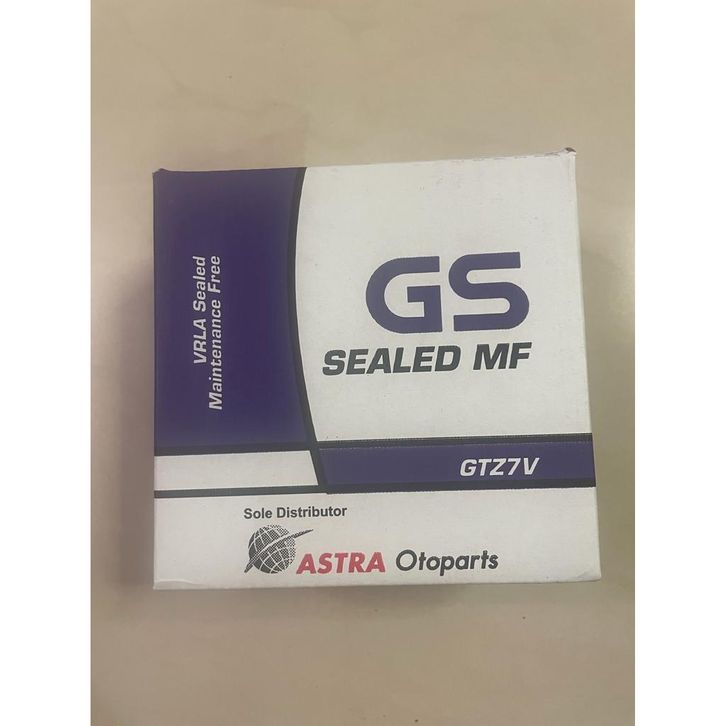 VRLA Sealed
Maintenance Free
GS
SEALED MF
GTZ7V
Sole Distributor
ASTRA Otoparts